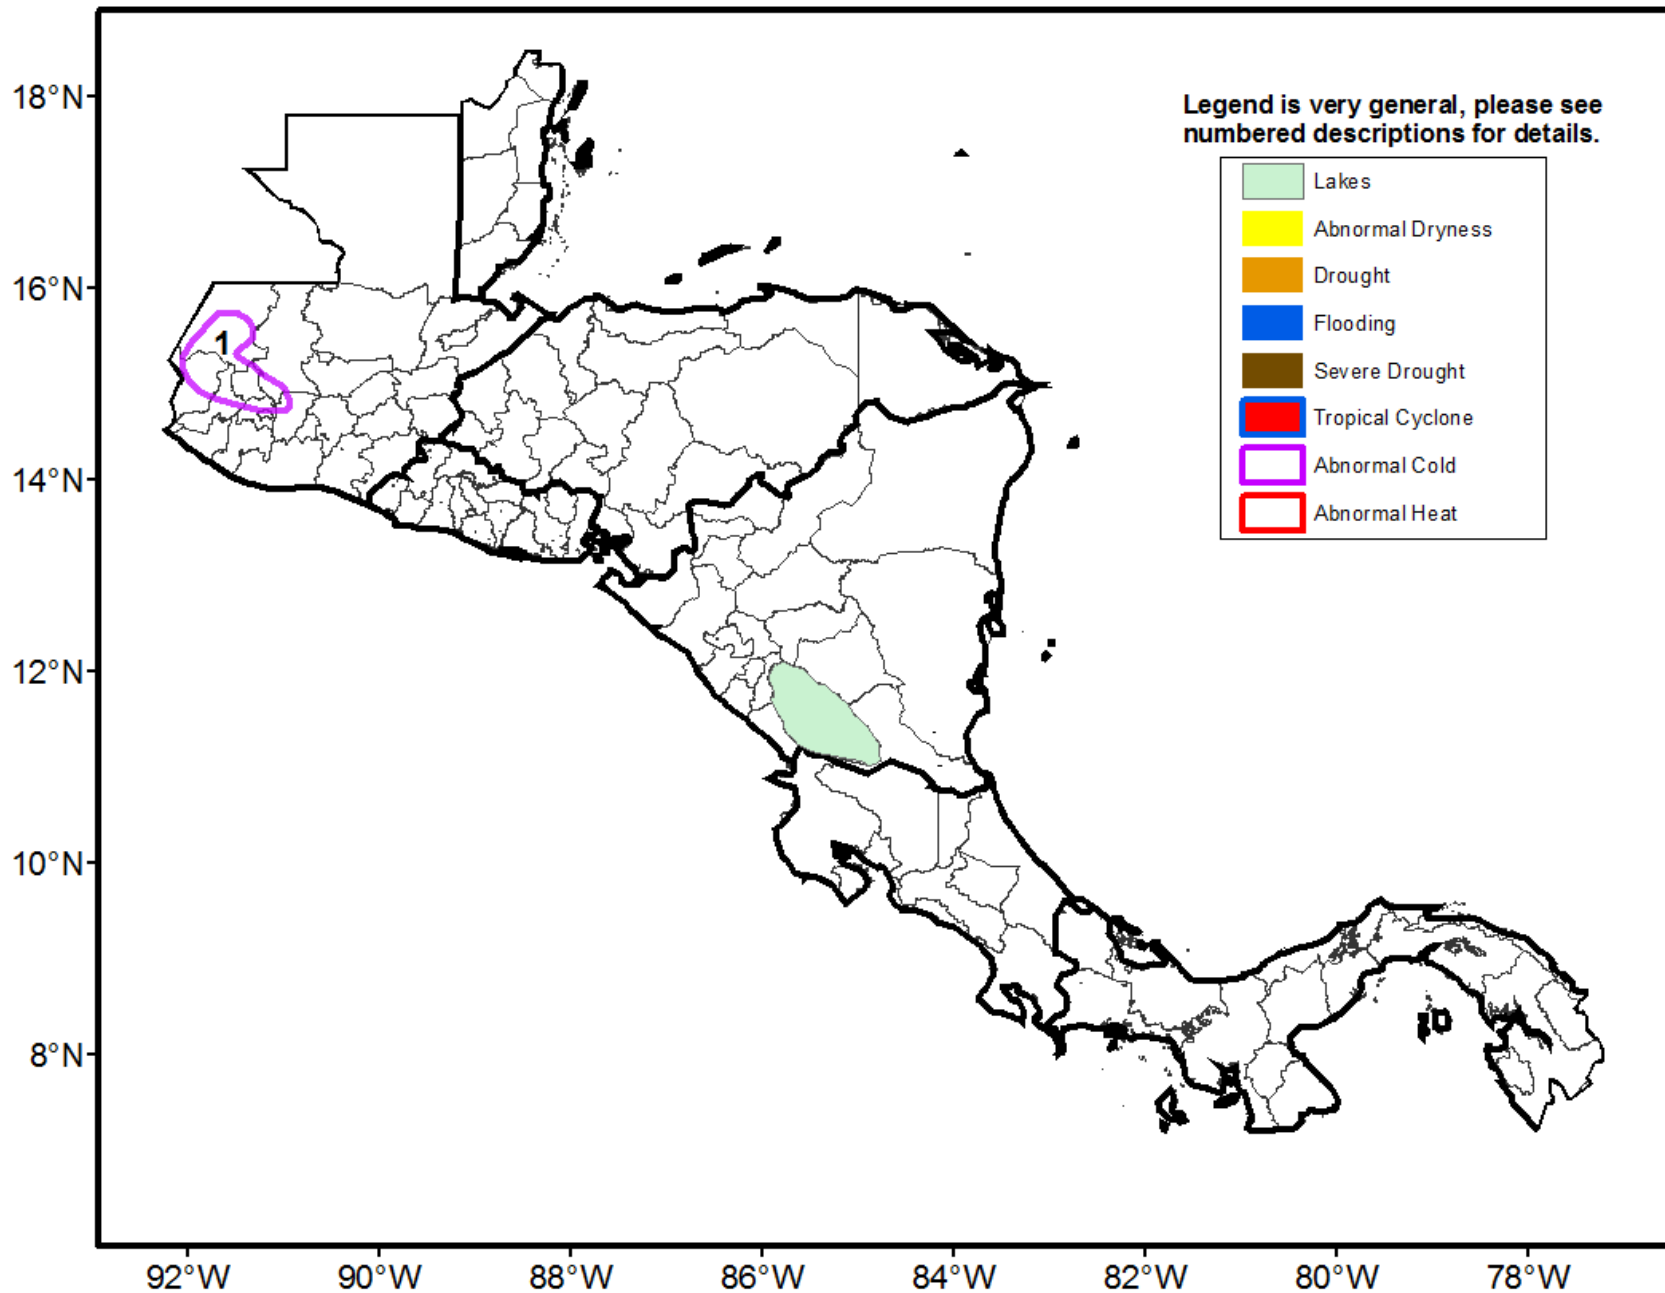 Legend is very general, please see
numbered descriptions for details.
Lakes
Abnormal Dryness
Drought
Flooding
Severe Drought
Tropical Cyclone
Abnormal Cold
Abnormal Heat
1
18°N
16°N
14°N
12°N
10°N
8°N
92°W 90°W 88°W 86°W 84°W 82°W 80°W 78°W